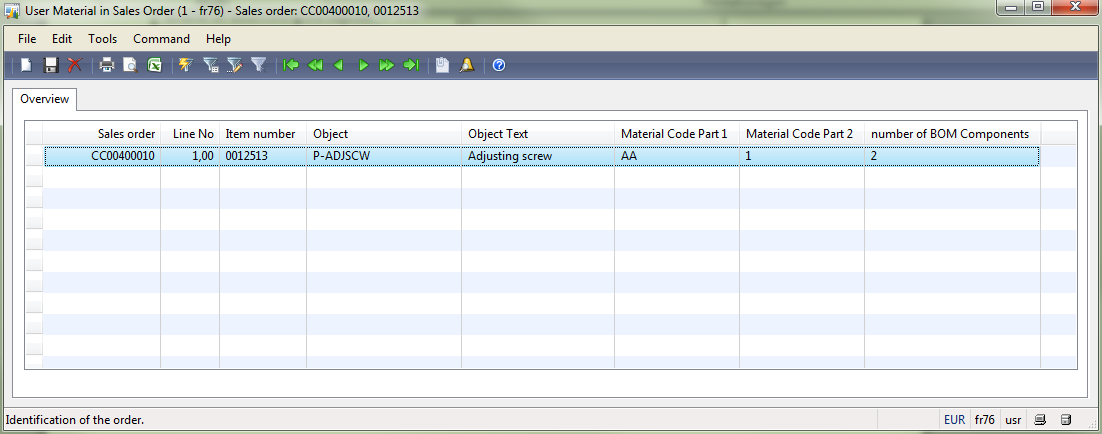 User Material in Sales Order (1 - fr76) - Sales order: CC00400010, 0012513
File Edit Tools Command Help
Overview
Sales order Line No Item number Object Object Text Material Code Part 1 Material Code Part 2 number of BOM Components
CC00400010 1,00 0012513 P-ADJSCW Adjusting screw AA 1 2
Identification of the order. EUR fr76 usr